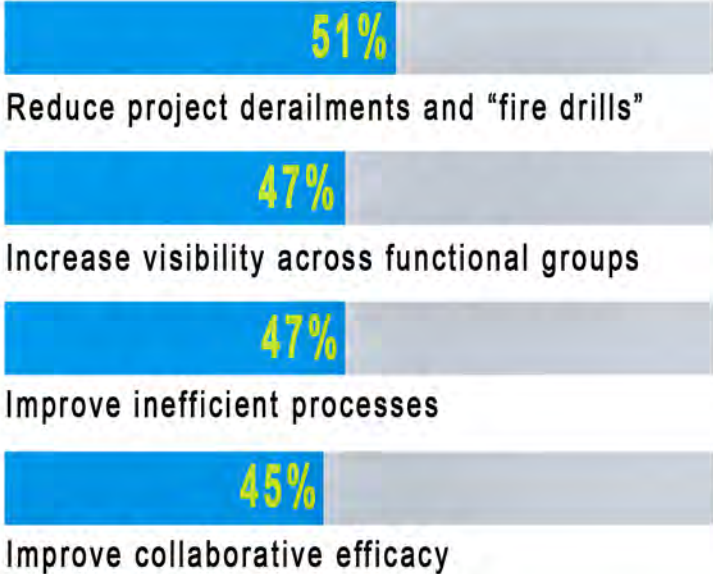 51%
Reduce project derailments and “fire drills”
47%
Increase visibility across functional groups
47%
Improve inefficient processes
45%
Improve collaborative efficacy